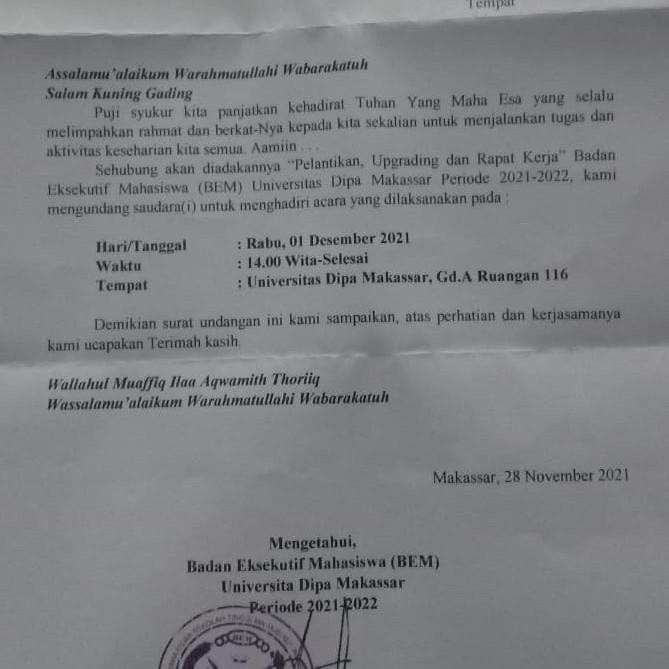 Tempat
Assalamu'alaikum Warahmatullahi Wabarakatuh
Salam Kuning Gading
Puji syukur kita panjatkan kehadirat Tuhan Yang Maha Esa yang selalu
melimpahkan rahmat dan berkat-Nya kepada kita sekalian untuk menjalankan tugas dan
aktivitas keseharian kita semua. Aamiin . . .
Sehubung akan diadakannya "Pelantikan, Upgrading dan Rapat Kerja" Badan
Eksekutif Mahasiswa (BEM) Universitas Dipa Makassar Periode 2021-2022, kami
mengundang saudara(i) untuk menghadiri acara yang dilaksanakan pada :
Hari/Tanggal : Rabu, 01 Desember 2021
Waktu : 14.00 Wita-Selesai
Tempat : Universitas Dipa Makassar, Gd.A Ruangan 116
Demikian surat undangan ini kami sampaikan, atas perhatian dan kerjasamanya
kami ucapakan Terimah kasih.
Wallahul Muaffiq Ilaa Aqwamith Thoriiq
Wassalamu'alaikum Warahmatullahi Wabarakatuh
Makassar, 28 November 2021
Mengetahui,
Badan Eksekutif Mahasiswa (BEM)
Universita Dipa Makassar
Periode 2021-2022